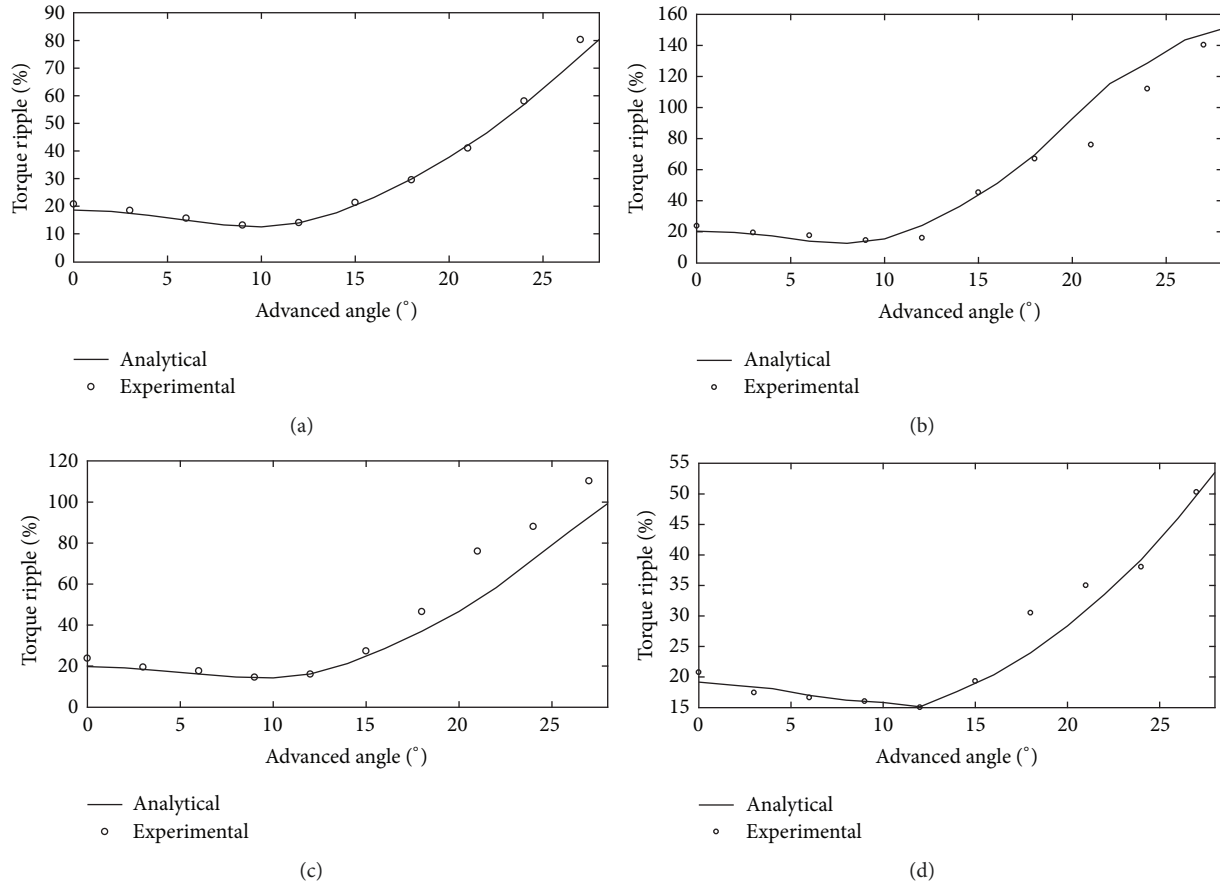 90
80
70
60
50
40
30
20
10
0
Torque ripple (%)
0 5 10 15 20 25
Advanced angle (°)
Analytical
Experimental
(a)
160
140
120
100
80
60
40
20
0
Torque ripple (%)
0 5 10 15 20 25
Advanced angle (°)
Analytical
Experimental
(b)
120
100
80
60
40
20
0
Torque ripple (%)
0 5 10 15 20 25
Advanced angle (°)
Analytical
Experimental
(c)
55
50
45
40
35
30
25
20
15
Torque ripple (%)
0 5 10 15 20 25
Advanced angle (°)
Analytical
Experimental
(d)